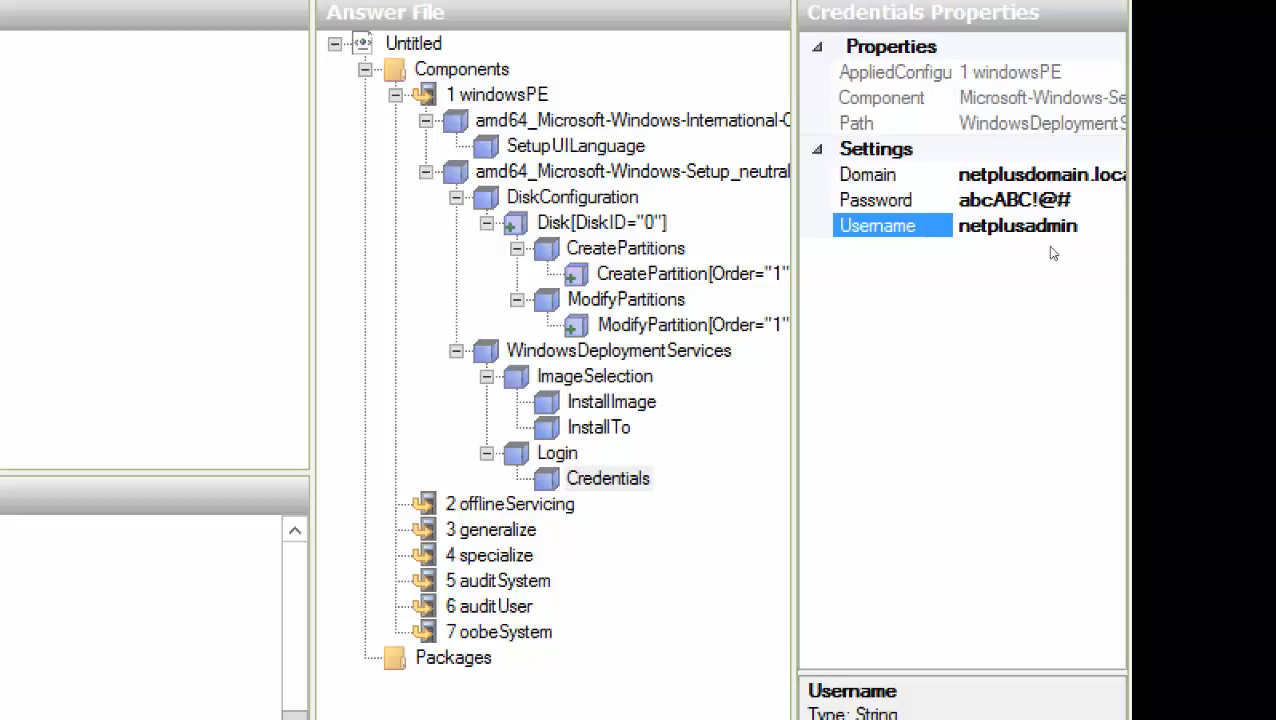 Answer File
Untitled
Components
1 windowsPE
amd64_Microsoft-Windows-International-C
SetupUILanguage
amd64_Microsoft-Windows-Setup_neutral
DiskConfiguration
Disk[DiskID="0"]
CreatePartitions
CreatePartition[Order="1"
ModifyPartitions
ModifyPartition[Order="1"
WindowsDeploymentServices
ImageSelection
InstallImage
InstallTo
Login
Credentials
2 offlineServicing
3 generalize
4 specialize
5 auditSystem
6 auditUser
7 oobeSystem
Packages
Credentials Properties
Properties
AppliedConfigu 1 windowsPE
Component Microsoft-Windows-Se
Path WindowsDeploymentS
Settings
Domain netplusdomain.loca
Password abcABC!@#
Username netplusadmin
Username
Type: String